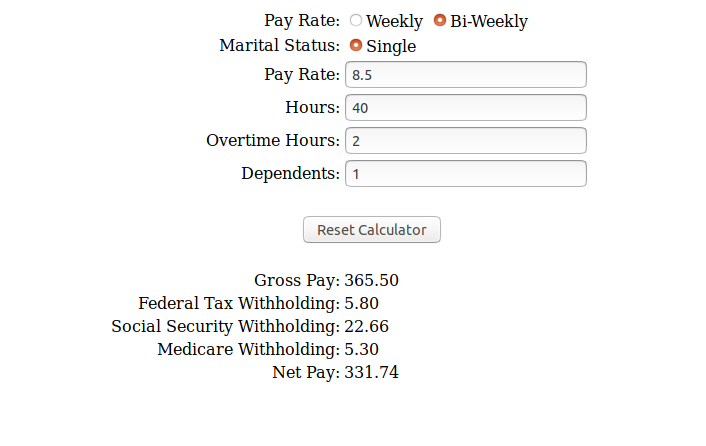 Pay Rate: Weekly Bi-Weekly
Marital Status: Single
Pay Rate: 8.5
Hours: 40
Overtime Hours: 2
Dependents: 1
Reset Calculator
Gross Pay: 365.50
Federal Tax Withholding: 5.80
Social Security Withholding: 22.66
Medicare Withholding: 5.30
Net Pay: 331.74